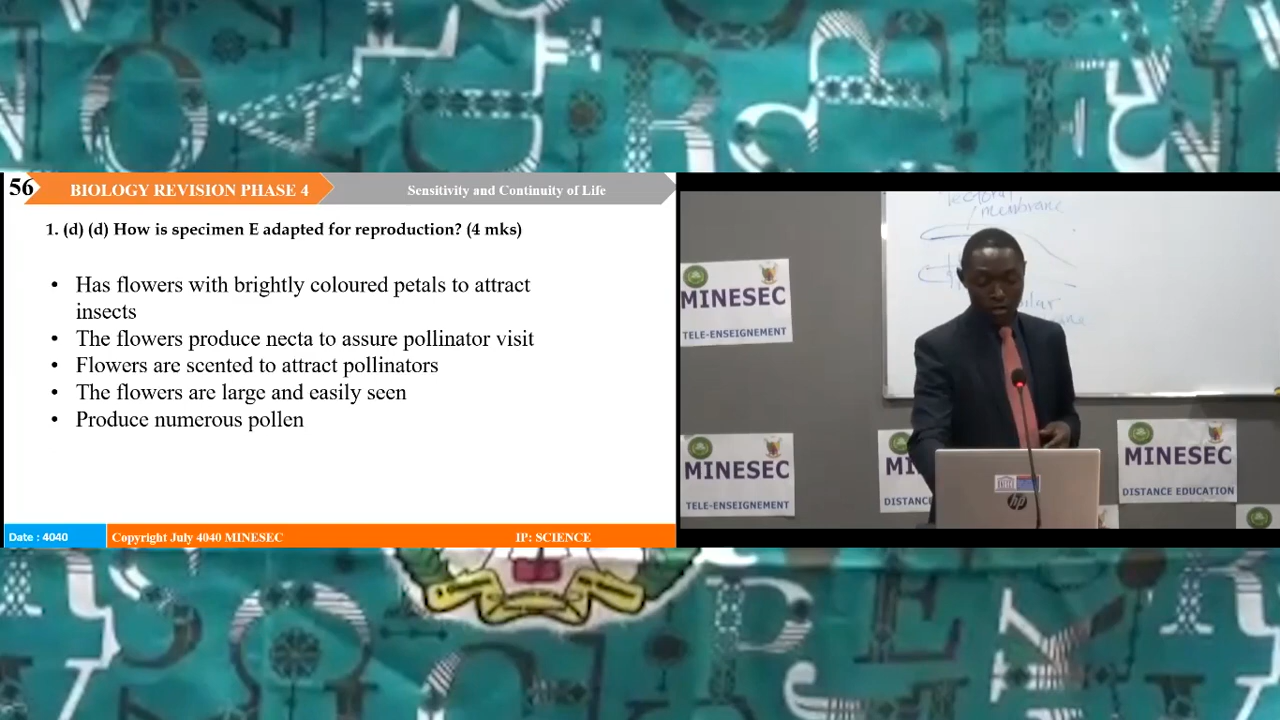 56
BIOLOGY REVISION PHASE 4
Sensitivity and Continuity of Life
1. (d) (d) How is specimen E adapted for reproduction? (4 mks)
• Has flowers with brightly coloured petals to attract
insects
• The flowers produce necta to assure pollinator visit
• Flowers are scented to attract pollinators
• The flowers are large and easily seen
• Produce numerous pollen
Date : 4040
Copyright July 4040 MINESEC
IP: SCIENCE
membrane
MINESEC
TELE-ENSEIGNEMENT
MINESEC
TELE-ENSEIGNEMENT
MINESEC
DISTANCE EDUCATION
hp